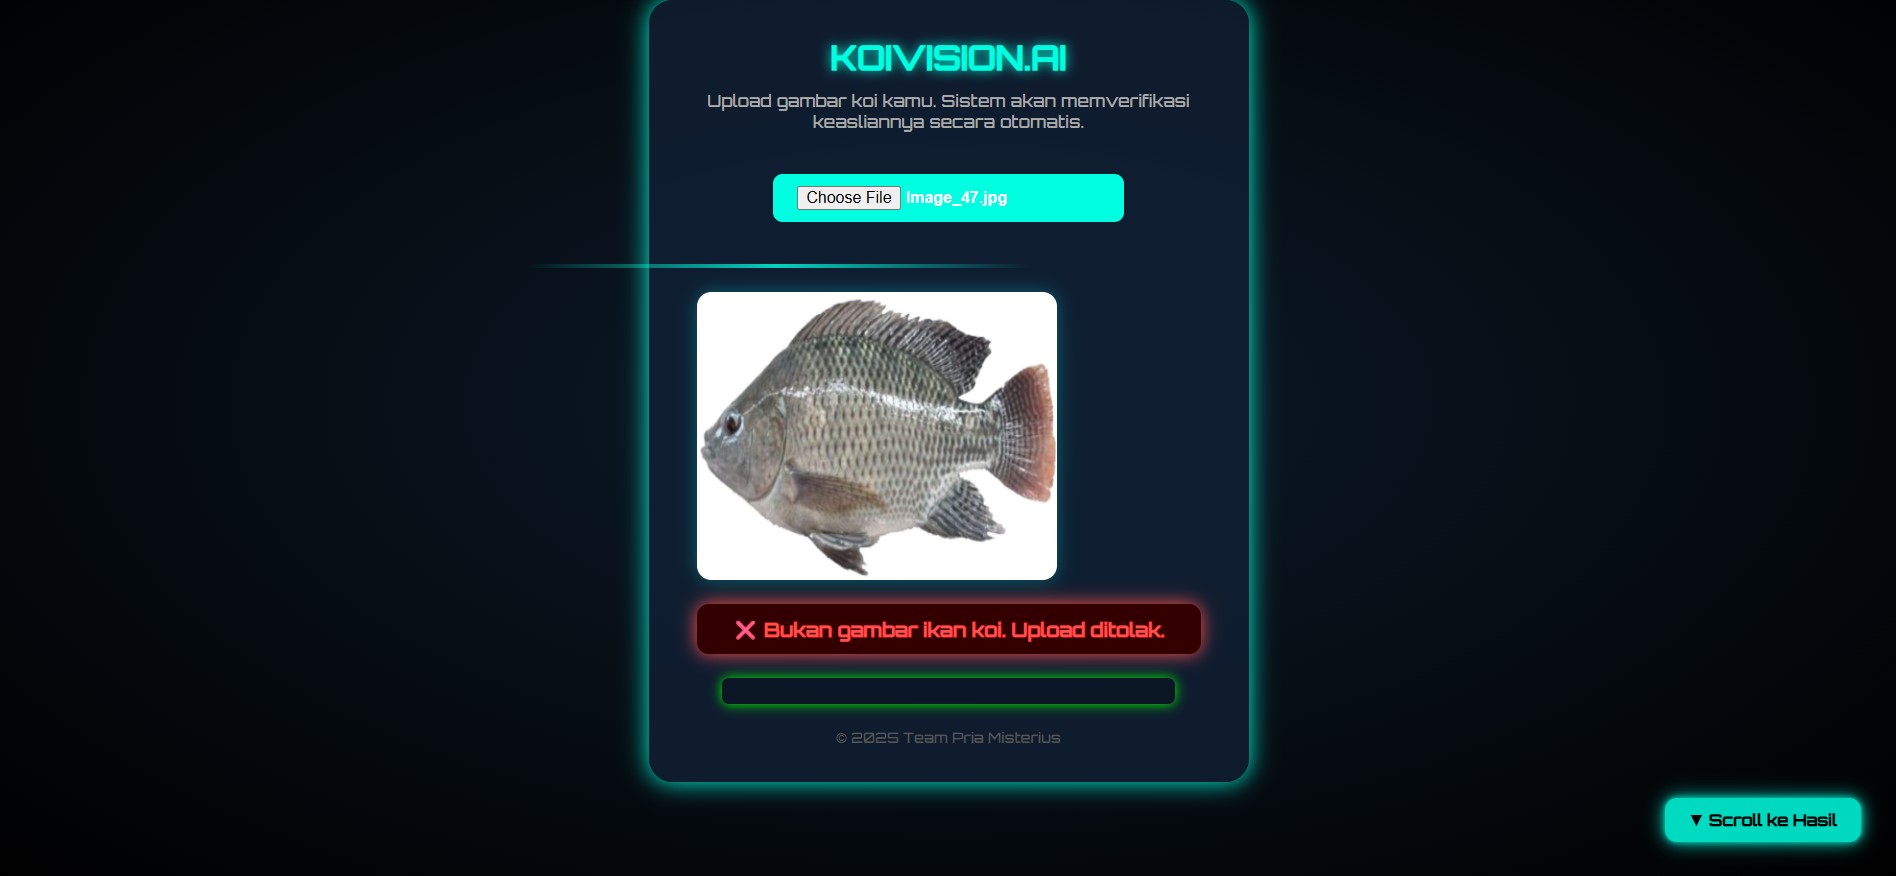 KOIVISION.AI
Upload gambar koi kamu. Sistem akan memverifikasi
keasliannya secara otomatis.
Choose File Image_47.jpg
❌ Bukan gambar ikan koi. Upload ditolak.
© 2025 Team Pria Misterius
▼ Scroll ke Hasil